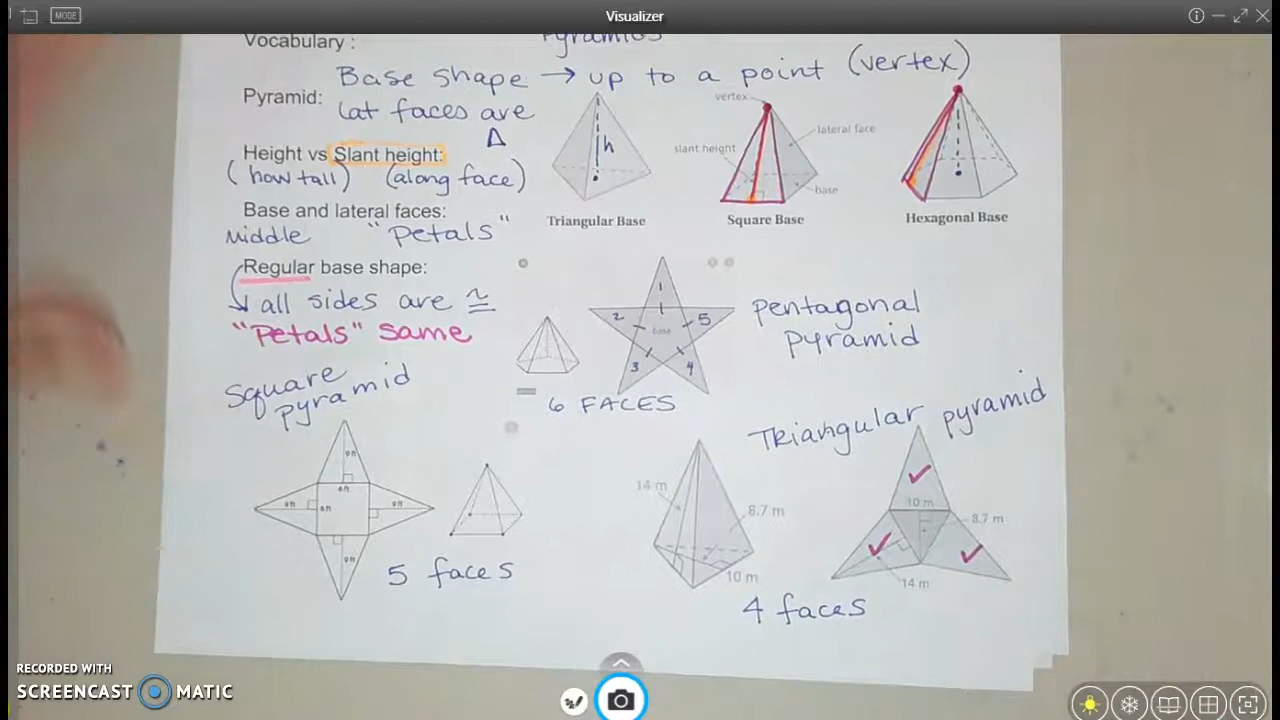 MODE
Visualizer
Vocabulary :
Pyramids
Base shape → up to a point (vertex)
Pyramid:
Lat faces are
Δ
Height vs Slant height:
(how tall) (along face)
Base and lateral faces:
Middle "Petals"
Regular base shape:
all sides are ≅
"Petals" Same
h
Triangular Base
vertex
lateral face
slant height
base
Square Base
Hexagonal Base
1
2
5
base
3
4
Pentagonal
pyramid
6 FACES
Square
pyramid
5 faces
Triangular pyramid
14 m
8.7 m
10 m
10 m
8.7 m
14 m
4 faces
RECORDED WITH
SCREENCAST MATIC